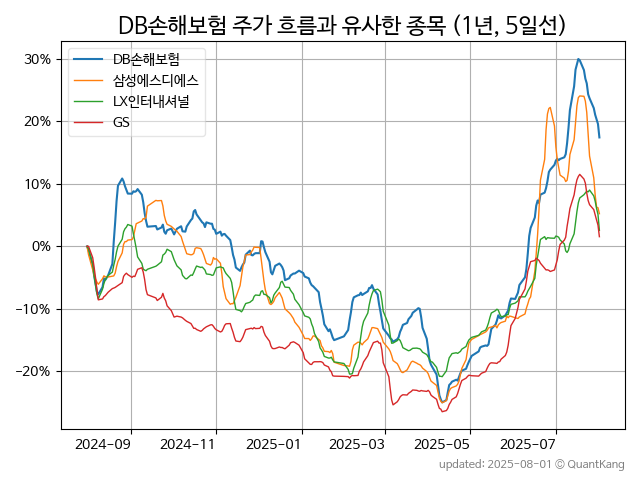 DB손해보험 주가 흐름과 유사한 종목 (1년, 5일선)
DB손해보험
삼성에스디에스
LX인터내셔널
GS
30%
20%
10%
0%
−10%
−20%
2024−09
2024−11
2025−01
2025−03
2025−05
2025−07
updated: 2025-08-01 © QuantKang